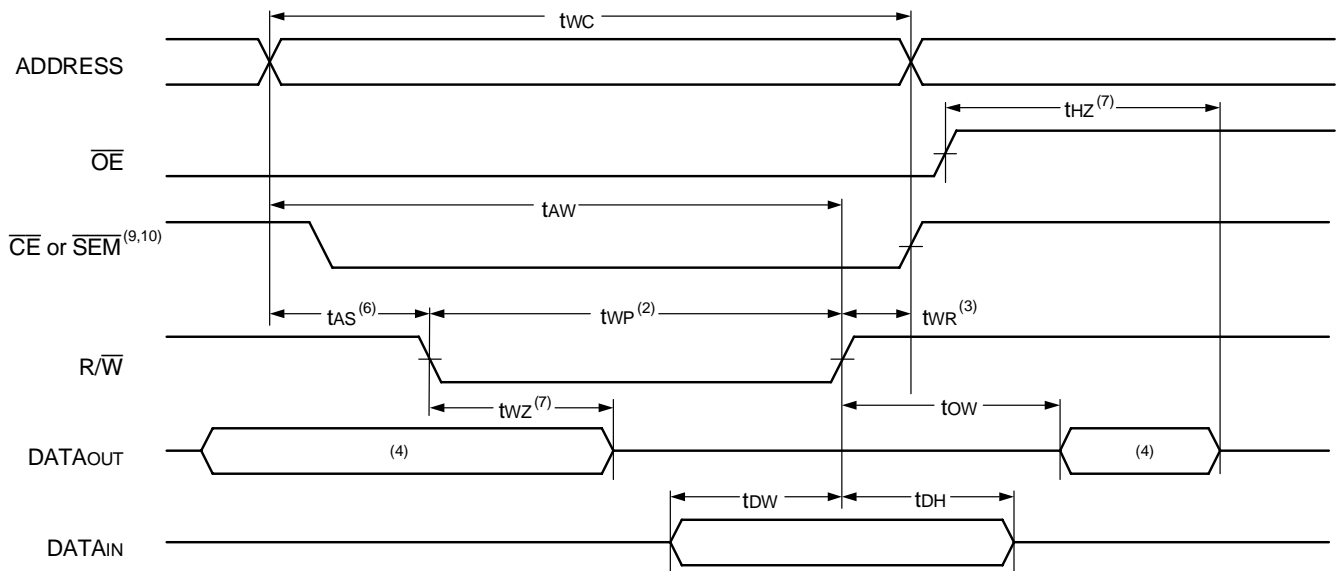 tWC
ADDRESS
tHZ(7)
OE
tAW
CE or SEM(9,10)
tAS(6)
tWP(2)
tWR(3)
R/W
tWZ(7)
tOW
DATAOUT
(4)
(4)
tDW
tDH
DATAIN